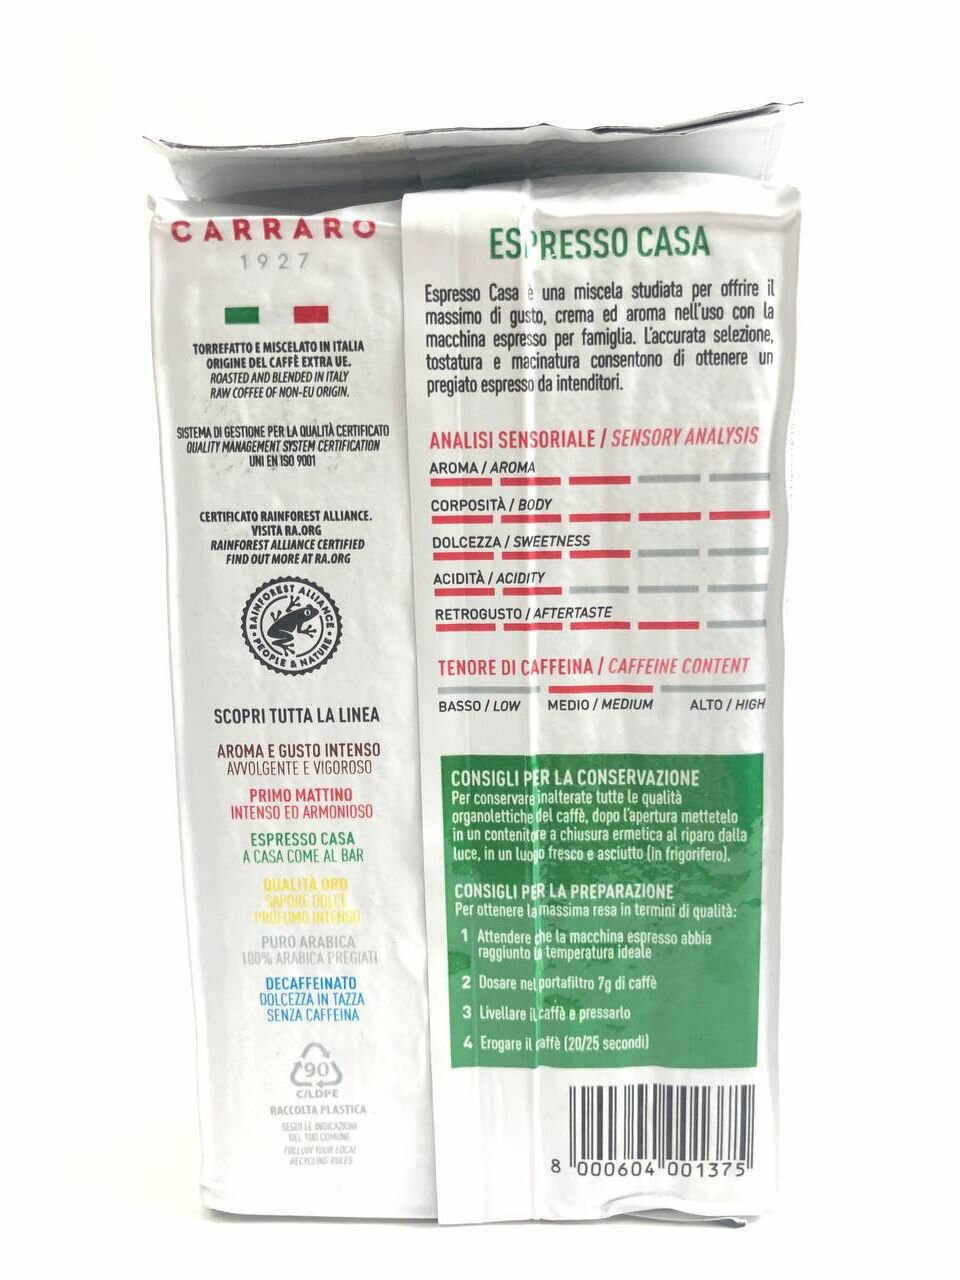 CARRARO
1927
TORREFATTO E MISCELATO IN ITALIA
ORIGINE DEL CAFFÈ EXTRA UE.
ROASTED AND BLENDED IN ITALY
RAW COFFEE OF NON-EU ORIGIN.
SISTEMA DI GESTIONE PER LA QUALITÀ CERTIFICATO
QUALITY MANAGEMENT SYSTEM CERTIFICATION
UNI EN ISO 9001
CERTIFICATO RAINFOREST ALLIANCE.
VISITA RA.ORG
RAINFOREST ALLIANCE CERTIFIED
FIND OUT MORE AT RA.ORG
RAINFOREST ALLIANCE
PEOPLE & NATURE
SCOPRI TUTTA LA LINEA
AROMA E GUSTO INTENSO
AVVOLGENTE E VIGOROSO
PRIMO MATTINO
INTENSO ED ARMONIOSO
ESPRESSO CASA
A CASA COME AL BAR
QUALITÀ ORO
SAPORE DOLCE
PROFUMO INTENSO
PURO ARABICA
100% ARABICA PREGIATI
DECAFFEINATO
DOLCEZZA IN TAZZA
SENZA CAFFEINA
90
C/LDPE
RACCOLTA PLASTICA
SEGUI LE INDICAZIONI
DEL TUO COMUNE
FOLLOW YOUR LOCAL
RECYCLING RULES
ESPRESSO CASA
Espresso Casa è una miscela studiata per offrire il
massimo di gusto, crema ed aroma nell'uso con la
macchina espresso per famiglia. L'accurata selezione,
tostatura e macinatura consentono di ottenere un
pregiato espresso da intenditori.
ANALISI SENSORIALE / SENSORY ANALYSIS
AROMA / AROMA
CORPOSITÀ / BODY
DOLCEZZA / SWEETNESS
ACIDITÀ / ACIDITY
RETROGUSTO / AFTERTASTE
TENORE DI CAFFEINA / CAFFEINE CONTENT
BASSO / LOW MEDIO / MEDIUM ALTO / HIGH
CONSIGLI PER LA CONSERVAZIONE
Per conservare inalterate tutte le qualità
organolettiche del caffè, dopo l'apertura mettetelo
in un contenitore a chiusura ermetica al riparo dalla
luce, in un luogo fresco e asciutto (in frigorifero).
CONSIGLI PER LA PREPARAZIONE
Per ottenere la massima resa in termini di qualità:
1 Attendere che la macchina espresso abbia
raggiunto la temperatura ideale
2 Dosare nel portafiltro 7g di caffè
3 Livellare il caffè e pressarlo
4 Erogare il caffè (20/25 secondi)
8 000604 001375